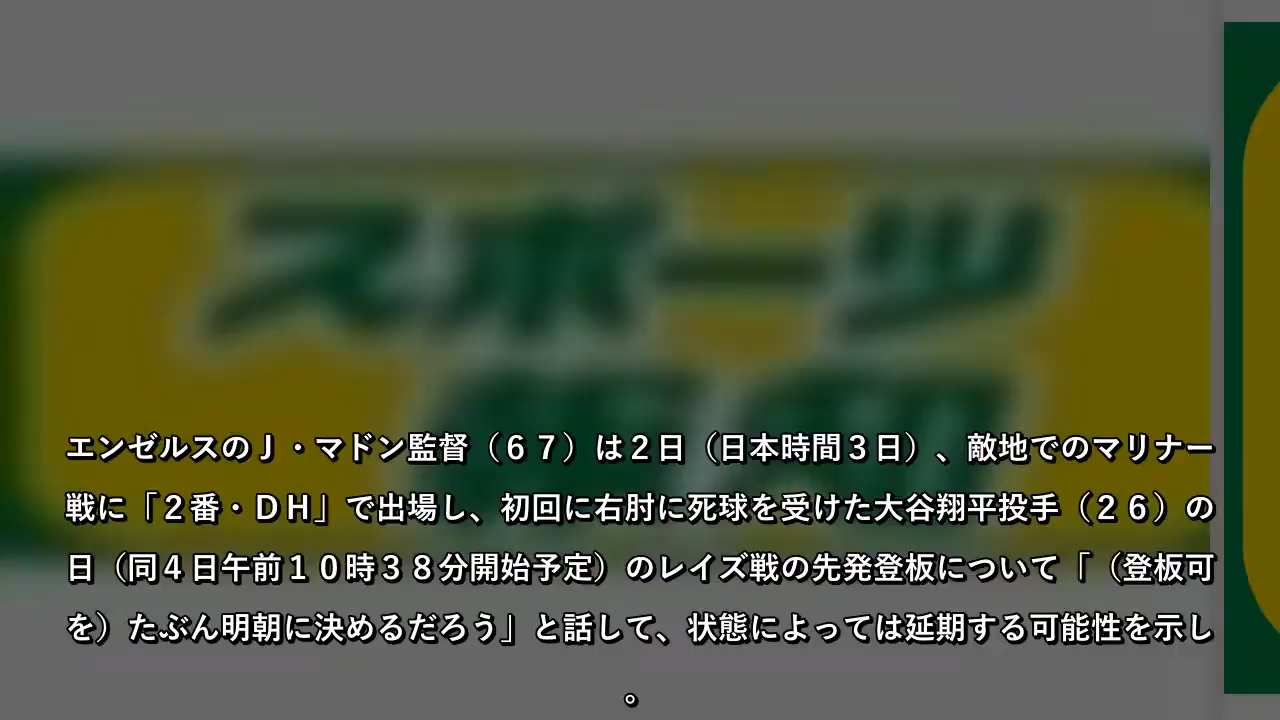 スポーツ
エンゼルスのＪ・マドン監督（６７）は２日（日本時間３日）、敵地でのマリナー
戦に「２番・ＤＨ」で出場し、初回に右肘に死球を受けた大谷翔平投手（２６）の
日（同４日午前１０時３８分開始予定）のレイズ戦の先発登板について「（登板可
を）たぶん明朝に決めるだろう」と話して、状態によっては延期する可能性を示し
。